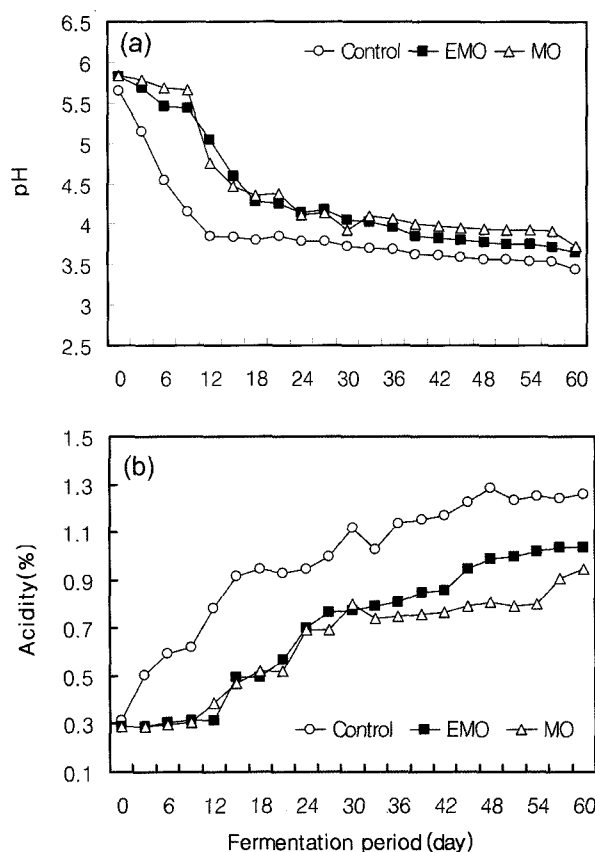 6.5
(a)
Control EMO MO
6
5.5
5
pH
4.5
4
3.5
3
2.5
0 6 12 18 24 30 36 42 48 54 60
1.5
(b)
1.3
1.1
Acidity(%)
0.9
0.7
0.5
0.3
Control EMO MO
0.1
0 6 12 18 24 30 36 42 48 54 60
Fermentation period(day)